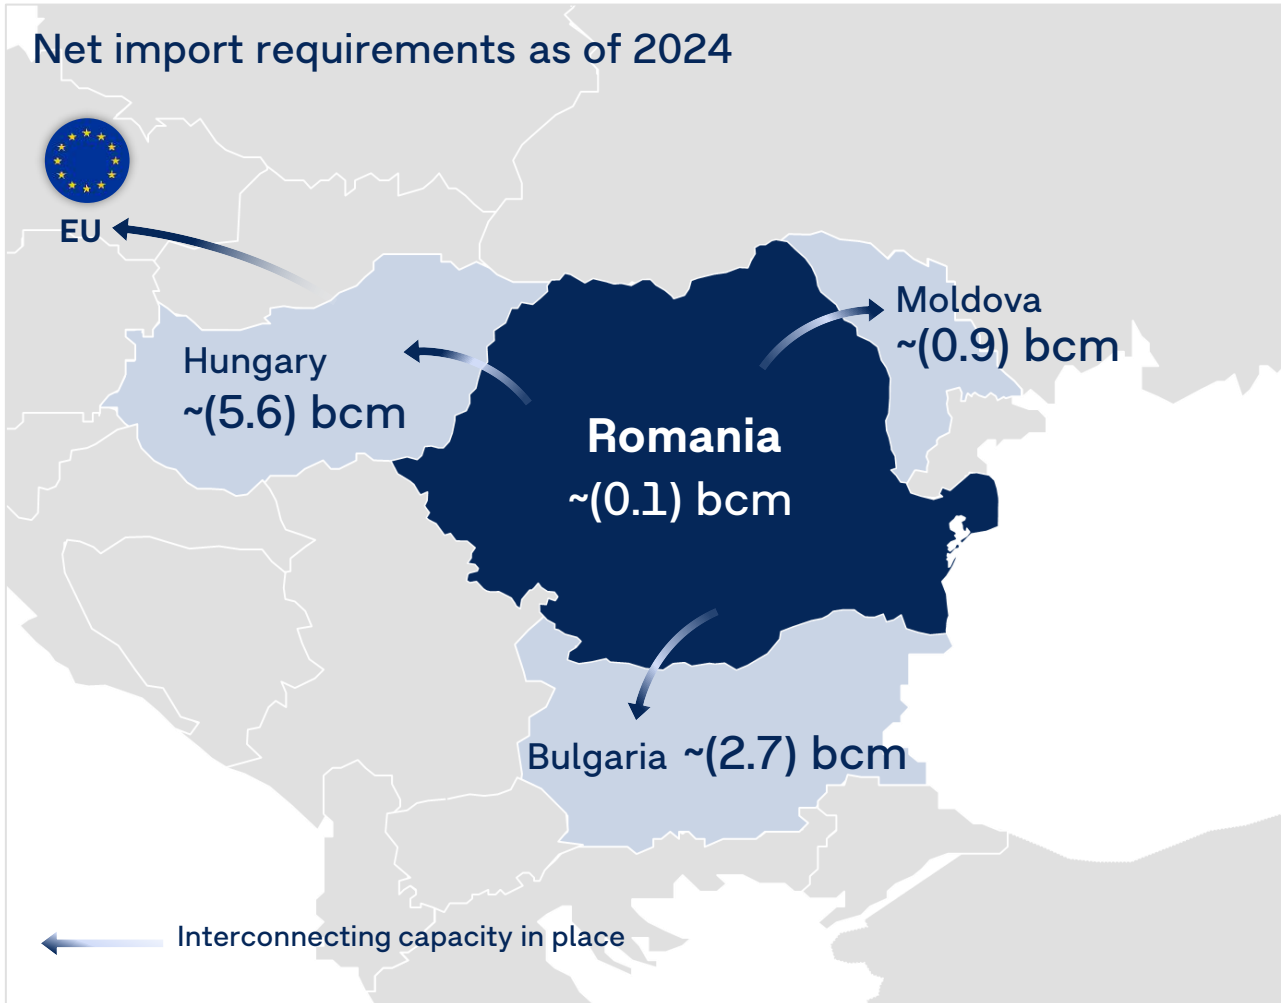 Net import requirements as of 2024
EU
Moldova
~(0.9) bcm
Hungary
~(5.6) bcm
Romania
~(0.1) bcm
Bulgaria ~(2.7) bcm
Interconnecting capacity in place